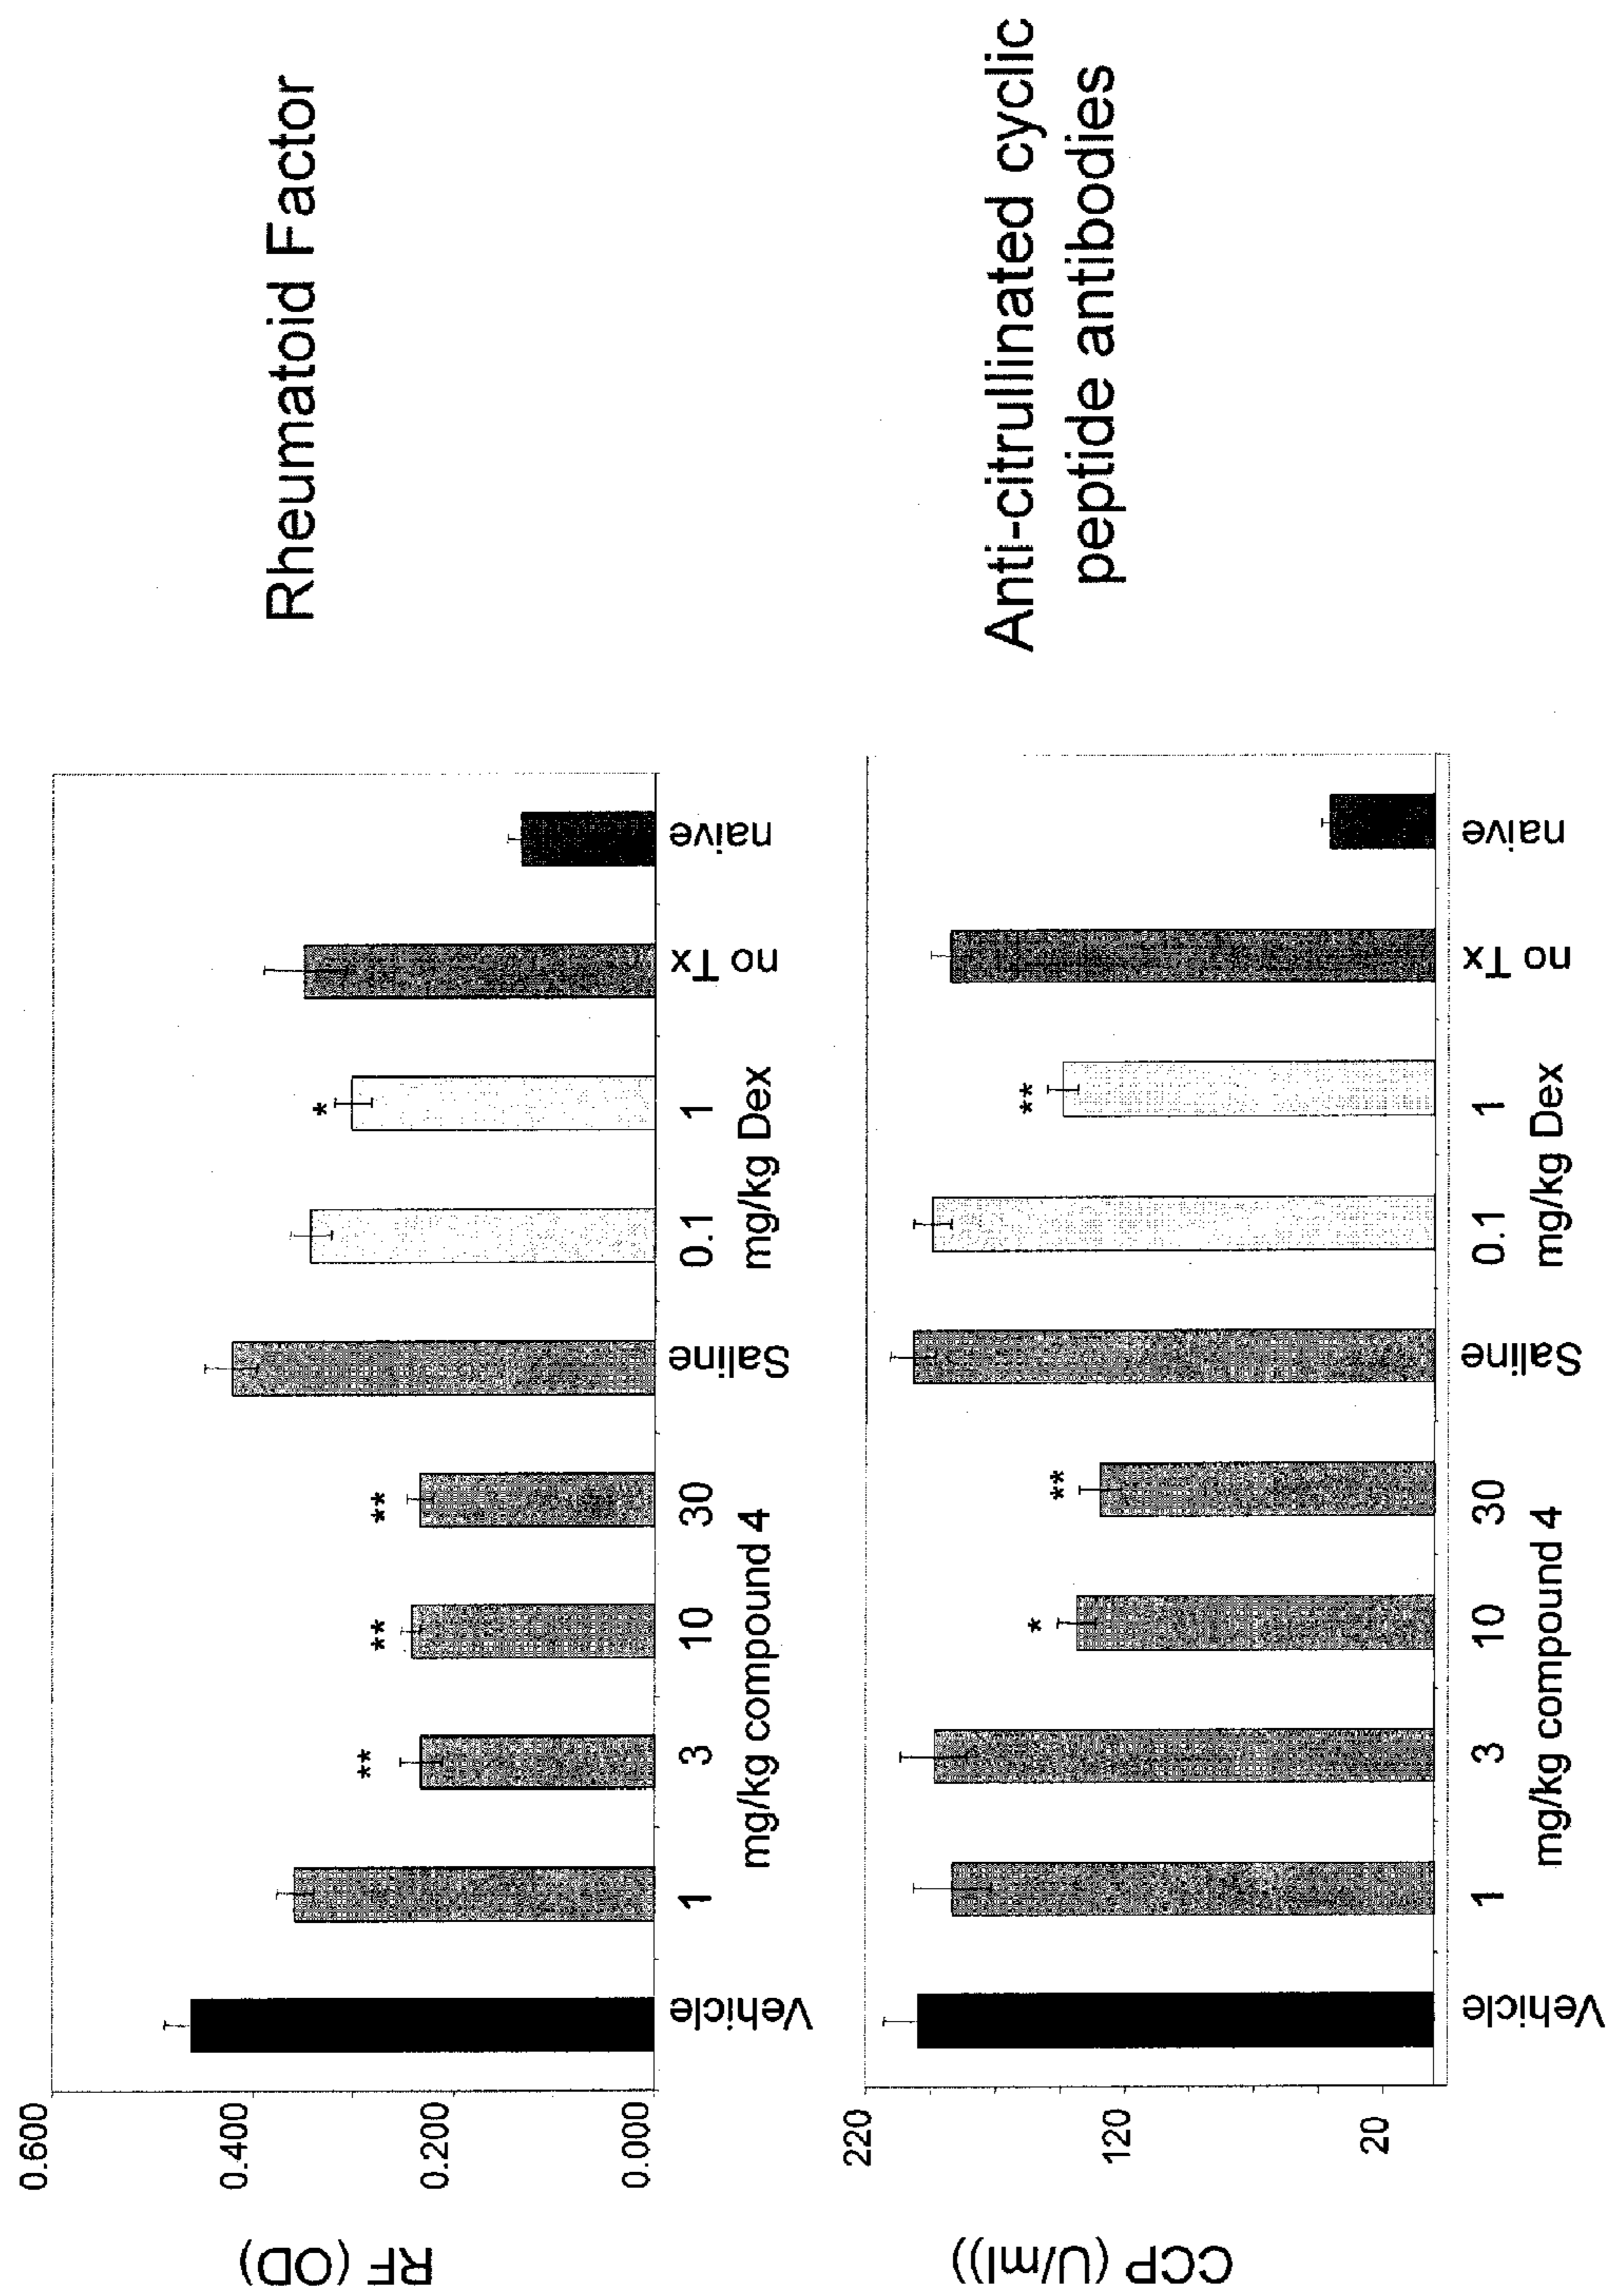 Rheumatoid Factor
RF (OD)
0.600
0.400
0.200
0.000
** ** ** *
Vehicle 1 3 10 30 Saline 0.1 1 no Tx naive
mg/kg compound 4 mg/kg Dex
Anti-citrullinated cyclic
peptide antibodies
CCP (U/ml))
220
120
20
* ** **
Vehicle 1 3 10 30 Saline 0.1 1 no Tx naive
mg/kg compound 4 mg/kg Dex